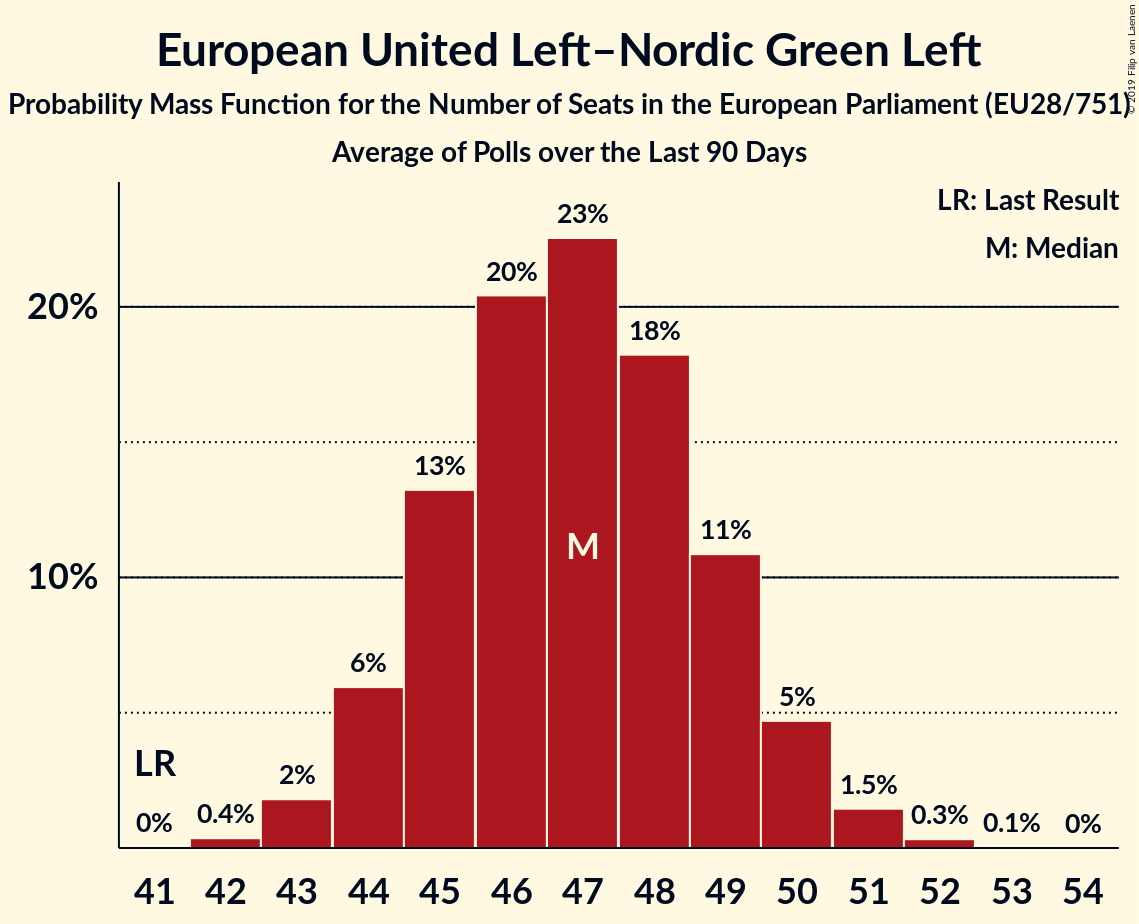 European United Left–Nordic Green Left
Probability Mass Function for the Number of Seats in the European Parliament (EU28/751)
Average of Polls over the Last 90 Days
© 2019 Filip van Laenen
LR: Last Result
M: Median
23%
20%
20%
18%
13%
11%
M
10%
6%
5%
LR
2%
1.5%
0% 0.4% 0.3% 0.1% 0%
41 42 43 44 45 46 47 48 49 50 51 52 53 54